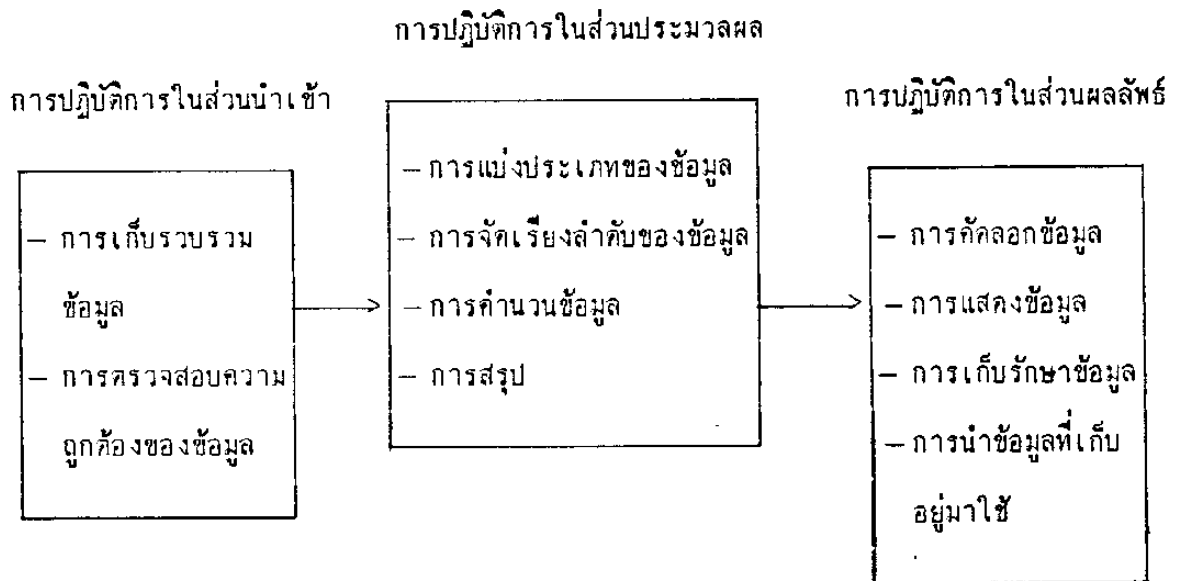 การปฏิบัติการในส่วนประมวลผล
การปฏิบัติการในส่วนนำเข้า
การปฏิบัติการในส่วนผลลัพธ์
– การเก็บรวบรวม
ข้อมูล
– การตรวจสอบความ
ถูกต้องของข้อมูล
– การแบ่งประเภทของข้อมูล
– การจัดเรียงลำดับของข้อมูล
– การคำนวนข้อมูล
– การสรุป
– การคัดลอกข้อมูล
– การแสดงข้อมูล
– การเก็บรักษาข้อมูล
– การนำข้อมูลที่เก็บ
อยู่มาใช้